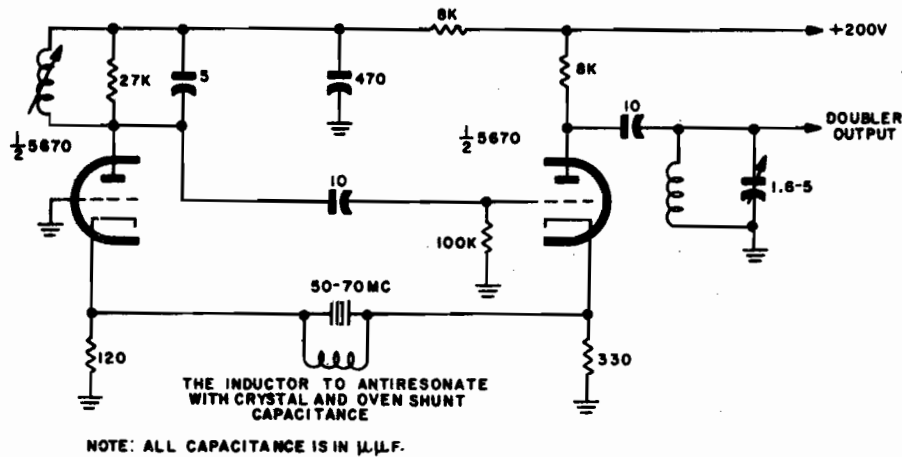 8K
+200V
27K
5
470
8K
10
DOUBLER
OUTPUT
½ 5670
½ 5670
10
1.6-5
100K
50-70 MC
120
330
THE INDUCTOR TO ANTIRESONATE
WITH CRYSTAL AND OVEN SHUNT
CAPACITANCE
NOTE: ALL CAPACITANCE IS IN μμF.